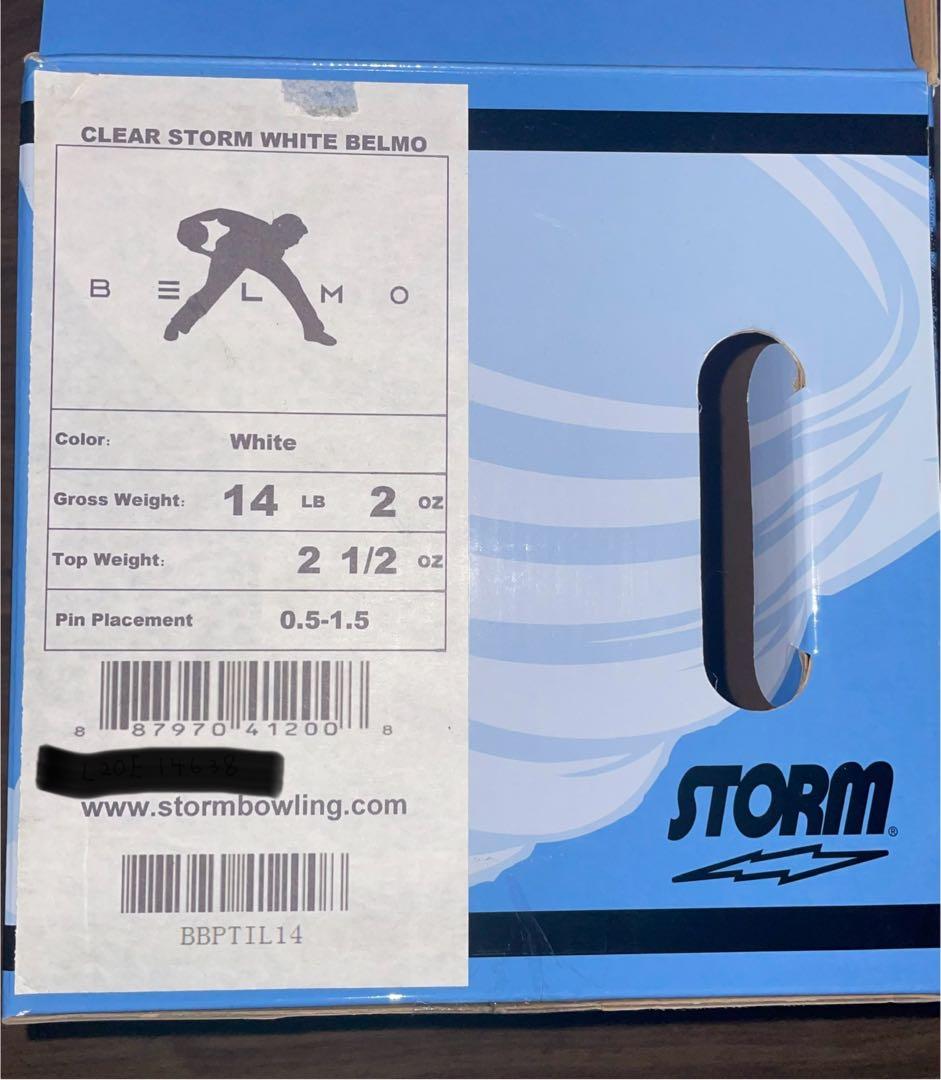 CLEAR STORM WHITE BELMO
BELMO
Color: White
Gross Weight: 14 LB 2 oz
Top Weight: 2 1/2 oz
Pin Placement 0.5-1.5
8 87970 41200 8
www.stormbowling.com
BBPTIL14
STORM®